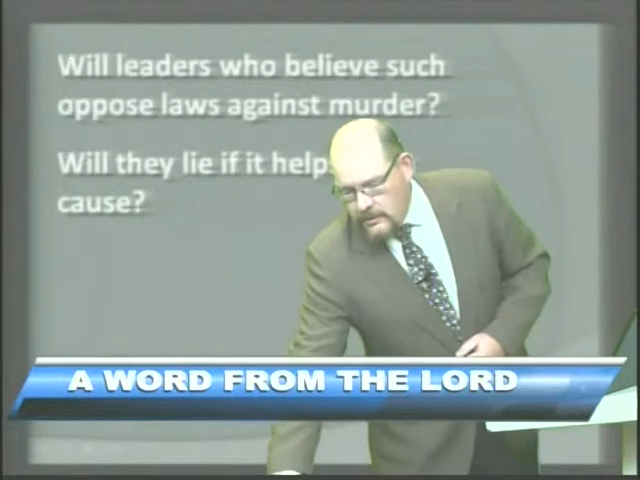 Will leaders who believe such
oppose laws against murder?
Will they lie if it help
cause?
A WORD FROM THE LORD